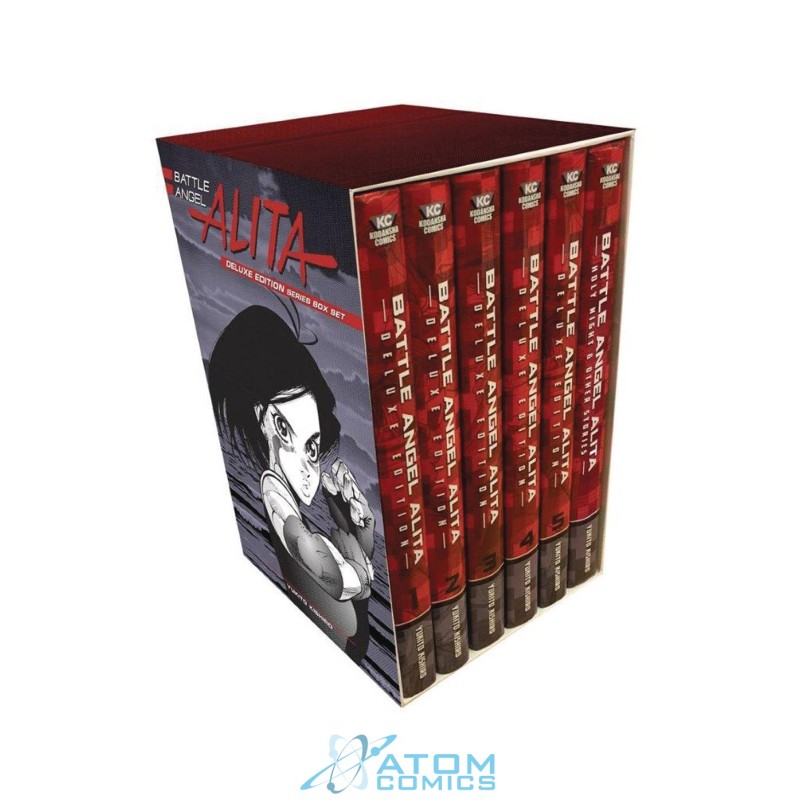 BATTLE
ANGEL
ALITA
DELUXE EDITION SERIES BOX SET
YUKITO KISHIRO
KC
KODANSHA
COMICS
BATTLE ANGEL ALITA
DELUXE EDITION
1
YUKITO KISHIRO
KC
KODANSHA
COMICS
BATTLE ANGEL ALITA
DELUXE EDITION
2
YUKITO KISHIRO
KC
KODANSHA
COMICS
BATTLE ANGEL ALITA
DELUXE EDITION
3
YUKITO KISHIRO
KC
KODANSHA
COMICS
BATTLE ANGEL ALITA
DELUXE EDITION
4
YUKITO KISHIRO
KC
KODANSHA
COMICS
BATTLE ANGEL ALITA
DELUXE EDITION
5
YUKITO KISHIRO
KC
KODANSHA
COMICS
BATTLE ANGEL ALITA
HOLY NIGHT & OTHER STORIES
YUKITO KISHIRO
ATOM
COMICS